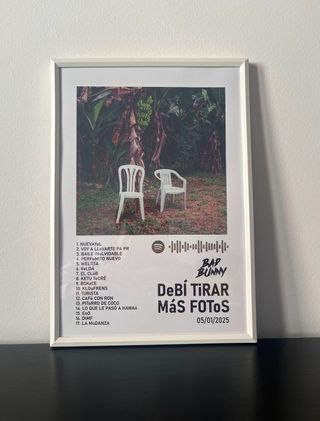 1. NUEVAYoL
2. VOY A LLeVARTE PA PR
3. BAILE INoLVIDABLE
4. PERFuMITO NUEVO
5. WELTiTA
6. VeLDÁ
7. EL CLúB
8. KETU TeCRÉ
9. BOKeTE
10. KLOuFRENS
11. TURiSTA
12. CAFé CON RON
13. PIToRRO DE COCO
14. LO QUE LE PASÓ A HAWAii
15. EoO
16. DtMF
17. LA MuDANZA
BAD
BUNNY
DeBÍ TiRAR
MáS FOToS
05/01/2025